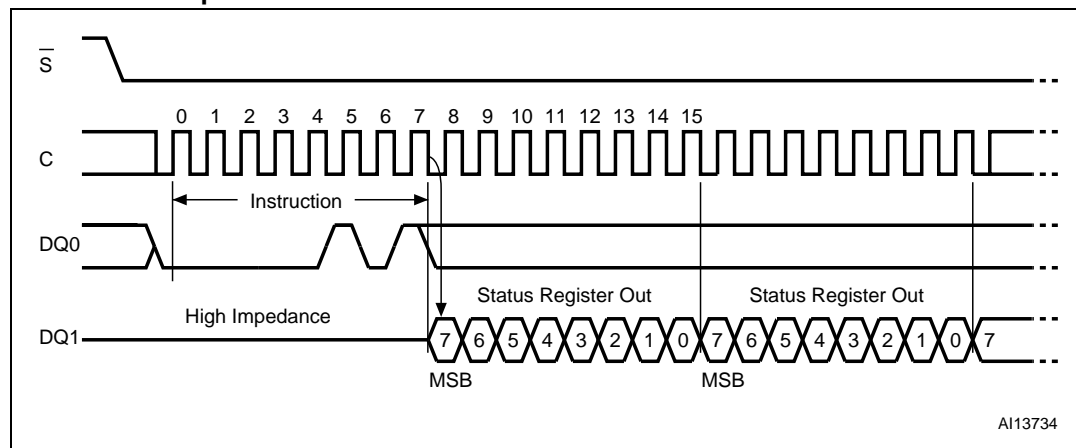 S
0 1 2 3 4 5 6 7 8 9 10 11 12 13 14 15
C
Instruction
DQ0
Status Register Out Status Register Out
High Impedance
DQ1 7 6 5 4 3 2 1 0 7 6 5 4 3 2 1 0 7
MSB MSB
AI13734